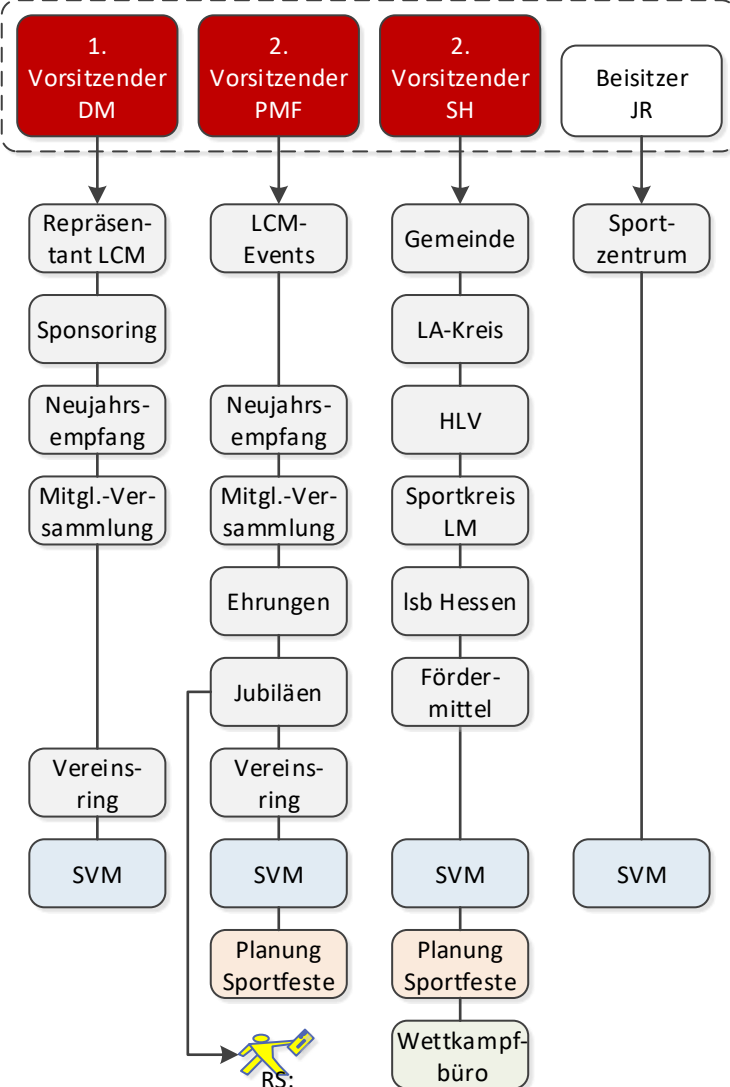 1.
Vorsitzender
DM
2.
Vorsitzender
PMF
2.
Vorsitzender
SH
Beisitzer
JR
Repräsen-
tant LCM
Sponsoring
Neujahrs-
empfang
Mitgl.-Ver-
sammlung
Vereins-
ring
SVM
LCM-
Events
Neujahrs-
empfang
Mitgl.-Ver-
sammlung
Ehrungen
Jubiläen
Vereins-
ring
SVM
Planung
Sportfeste
RS:
Gemeinde
LA-Kreis
HLV
Sportkreis
LM
lsb Hessen
Förder-
mittel
SVM
Planung
Sportfeste
Wettkampf-
büro
Sport-
zentrum
SVM